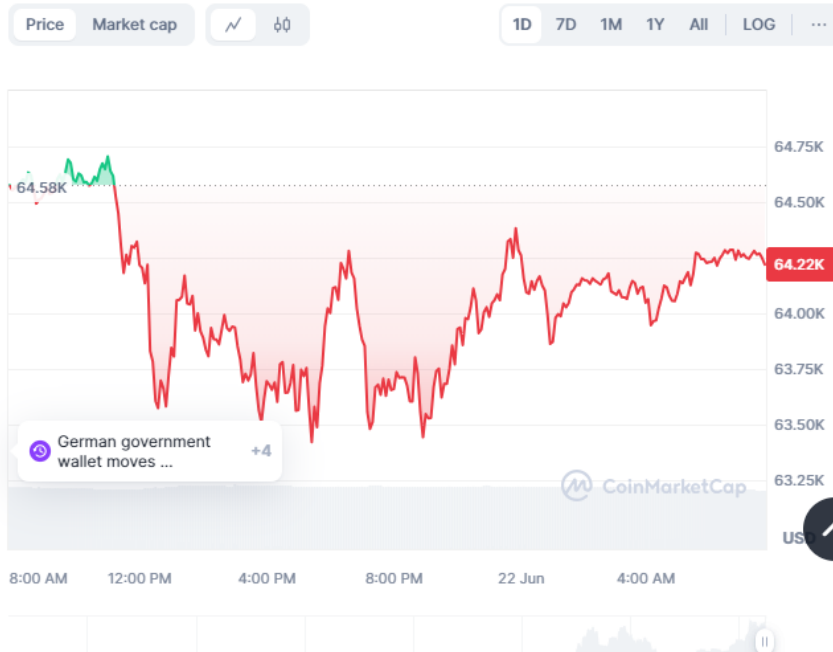 Price Market cap 1D 7D 1M 1Y All LOG ...
64.75K
64.58K
64.50K
64.22K
64.00K
63.75K
63.50K
German government
wallet moves ...
+4
63.25K
CoinMarketCap
USD
8:00 AM 12:00 PM 4:00 PM 8:00 PM 22 Jun 4:00 AM